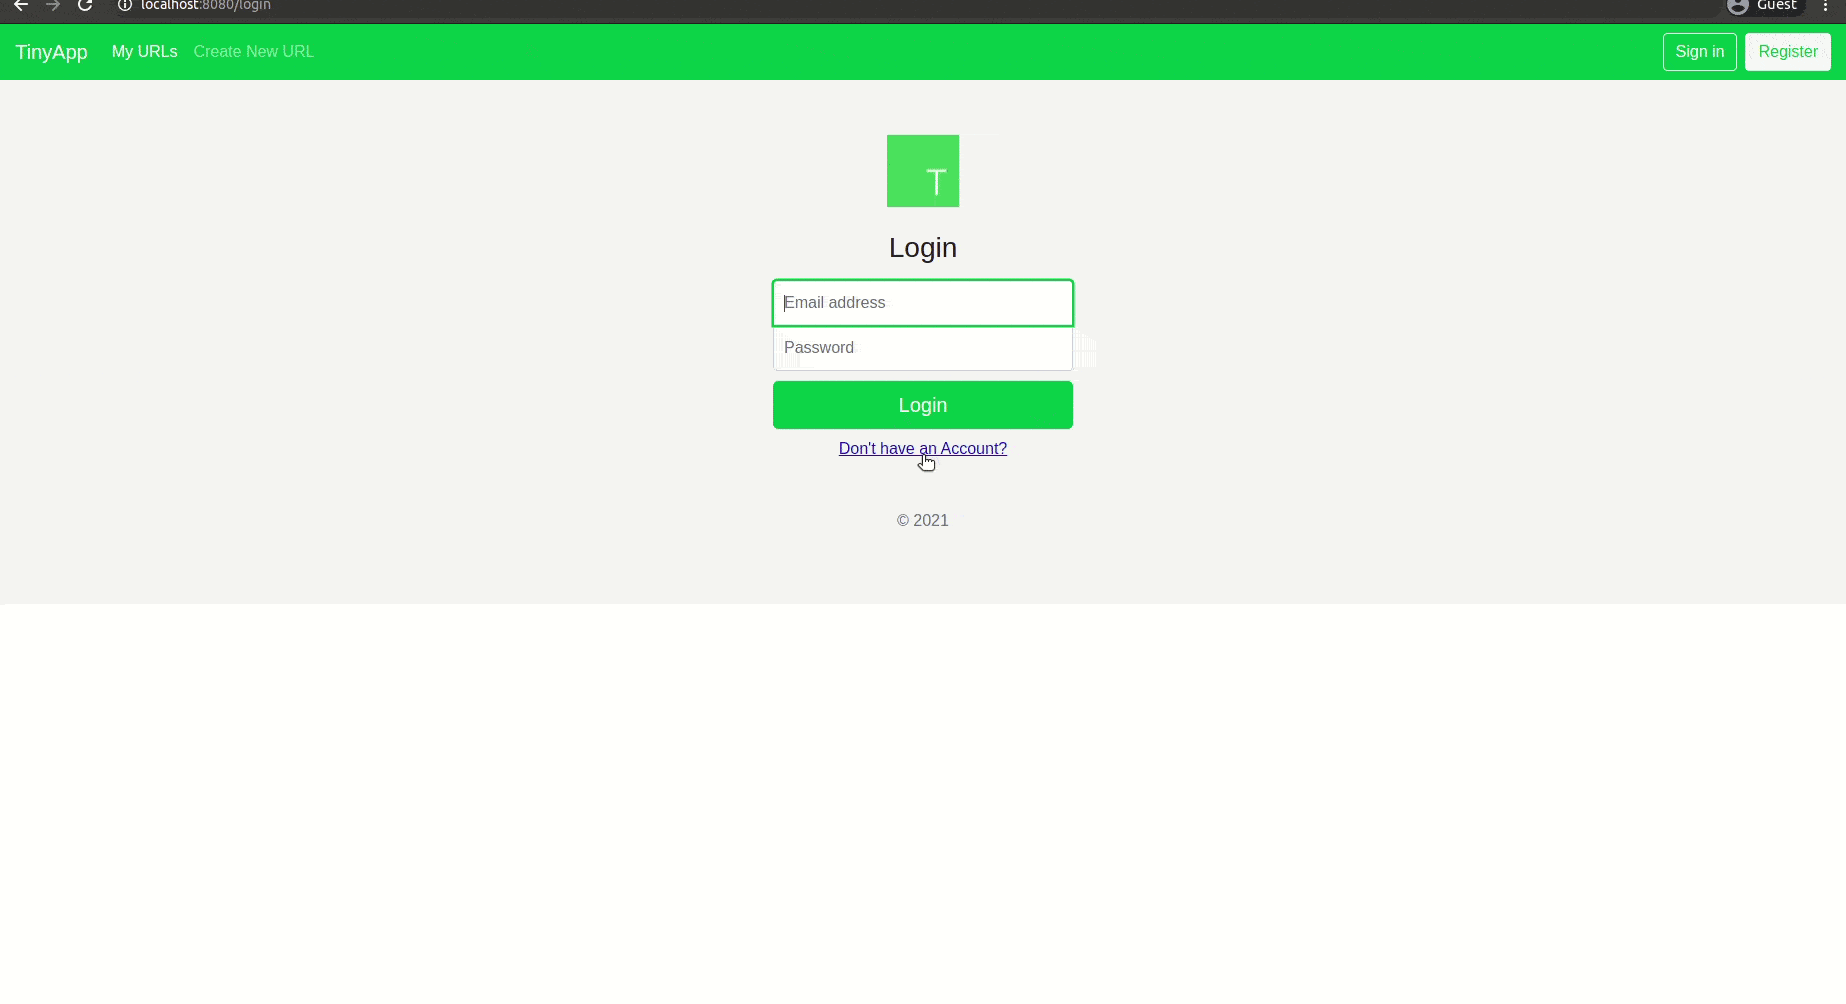 localhost:8080/login
Guest
TinyApp My URLs Create New URL Sign in Register
T
Login
Email address
Password
Login
Don't have an Account?
© 2021